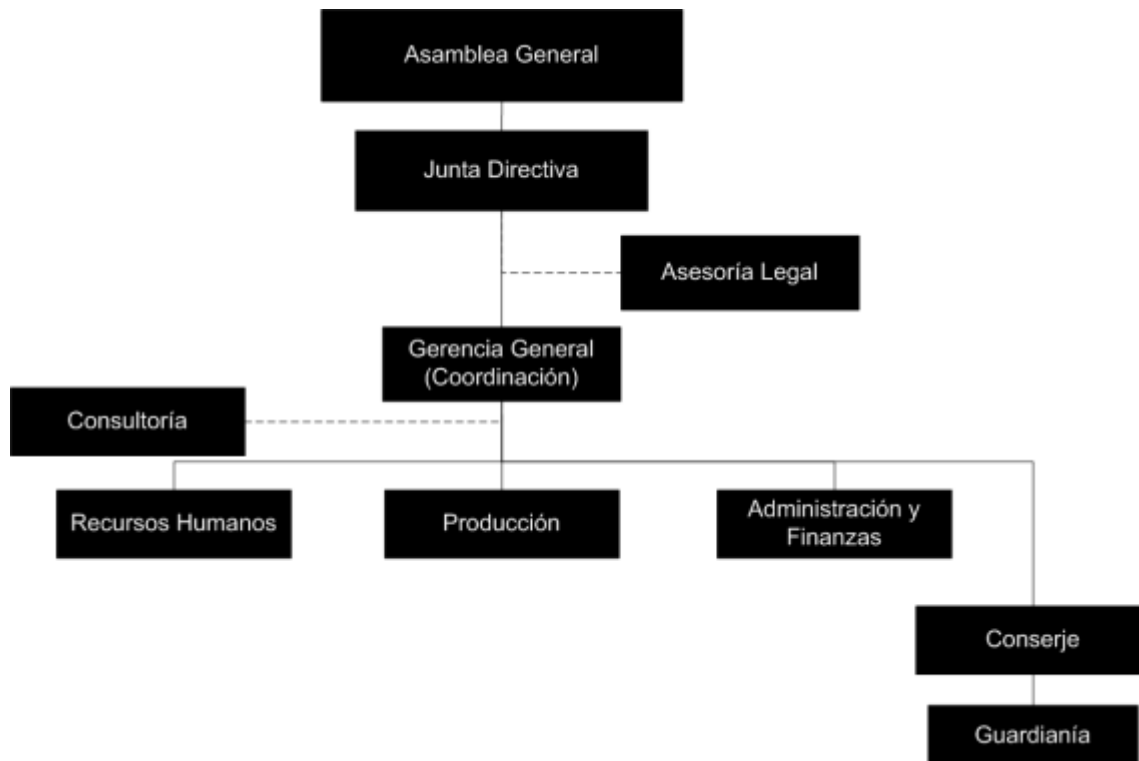 Asamblea General
Junta Directiva
Asesoría Legal
Gerencia General
(Coordinación)
Consultoría
Recursos Humanos
Producción
Administración y
Finanzas
Conserje
Guardianía